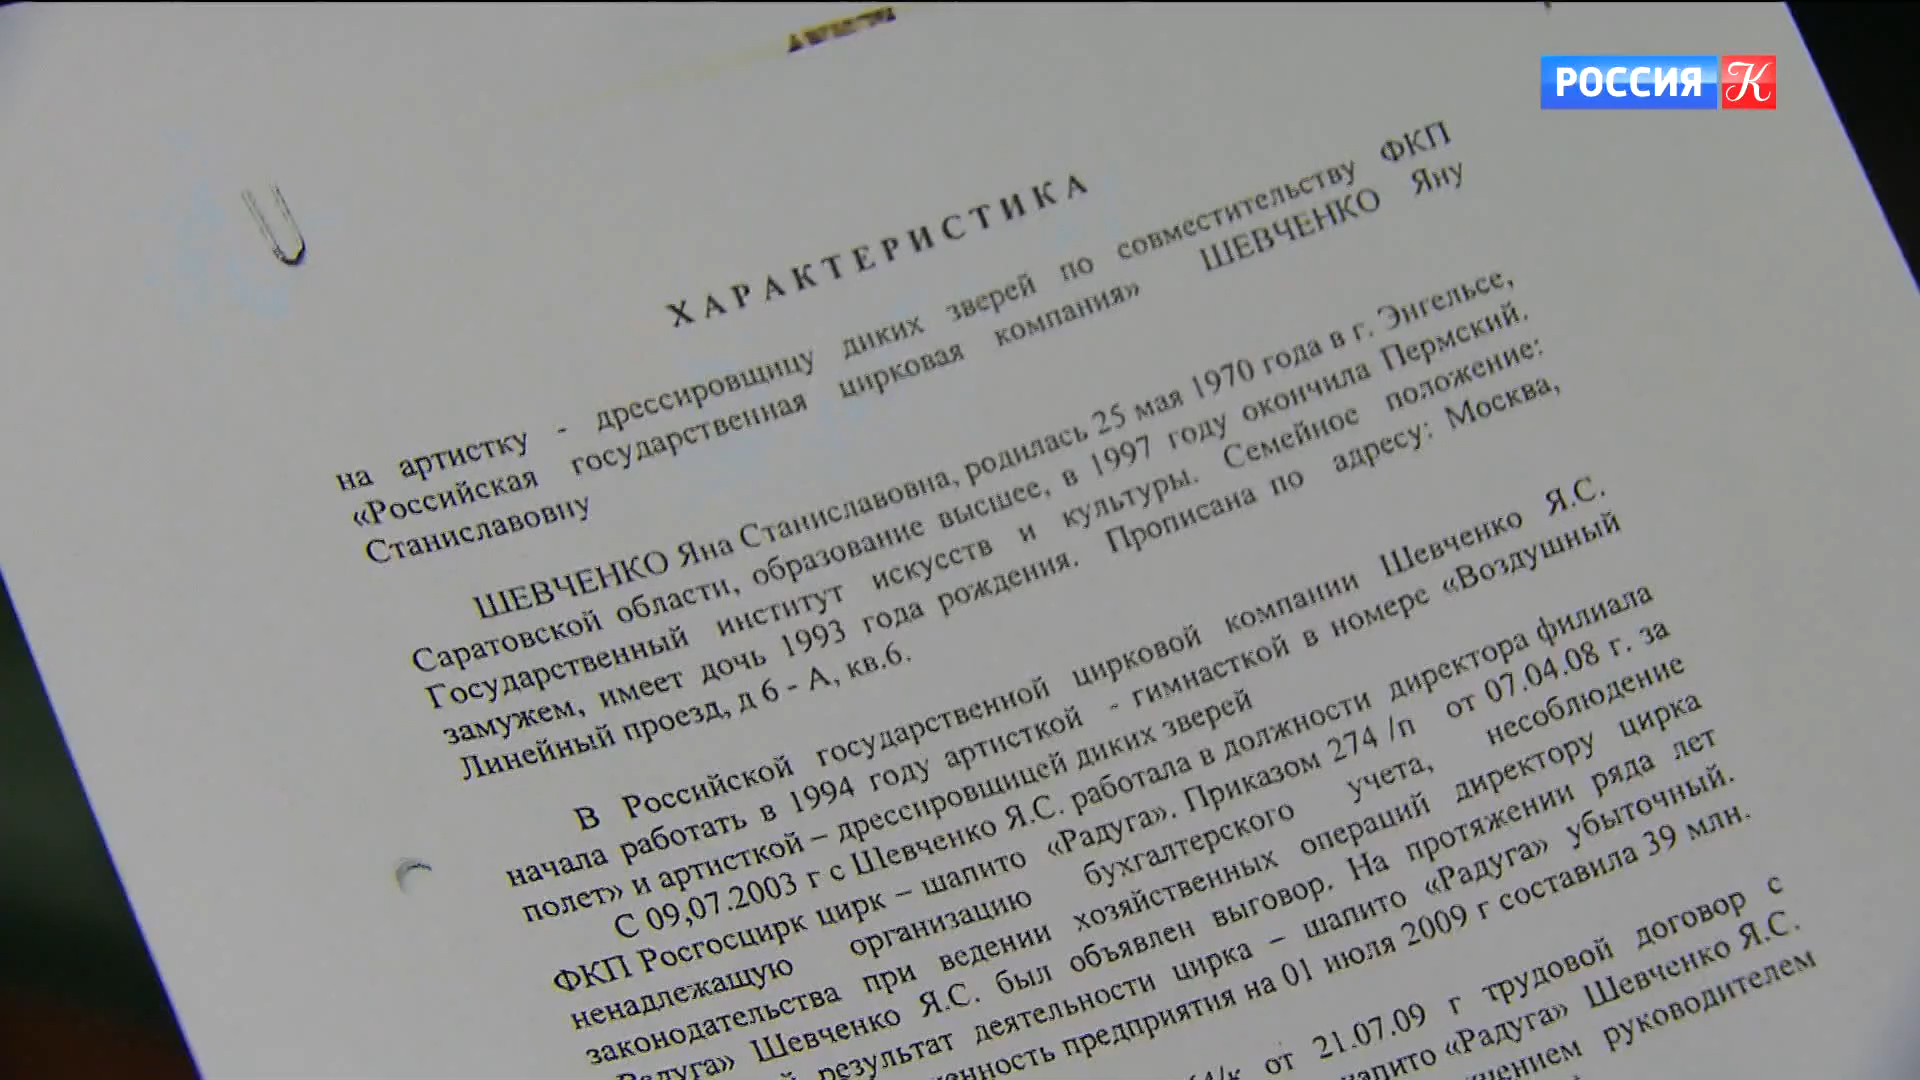 РОССИЯ К
ХАРАКТЕРИСТИКА
на артистку - дрессировщицу диких зверей по совместительству ФКП
«Российская государственная цирковая компания» ШЕВЧЕНКО Яну
Станиславовну
ШЕВЧЕНКО Яна Станиславовна, родилась 25 мая 1970 года в г. Энгельсе,
Саратовской области, образование высшее, в 1997 году окончила Пермский.
Государственный институт искусств и культуры. Семейное положение:
замужем, имеет дочь 1993 года рождения. Прописана по адресу: Москва,
Линейный проезд, д 6 - А, кв.6.
В Российской государственной цирковой компании Шевченко Я.С.
начала работать в 1994 году артисткой - гимнасткой в номере «Воздушный
полет» и артисткой – дрессировщицей диких зверей
С 09,07.2003 г с Шевченко Я.С. работала в должности директора филиала
ФКП Росгосцирк цирк – шапито «Радуга». Приказом 274 /п от 07.04.08 г. за
ненадлежащую организацию бухгалтерского учета, несоблюдение
законодательства при ведении хозяйственных операций директору цирка
Радуга» Шевченко Я.С. был объявлен выговор. На протяжении ряда лет
результат деятельности цирка – шапито «Радуга» убыточный.
предприятия на 01 июля 2009 г составила 39 млн.
от 21.07.09 г трудовой договор с
«Радуга» Шевченко Я.С.
руководителем